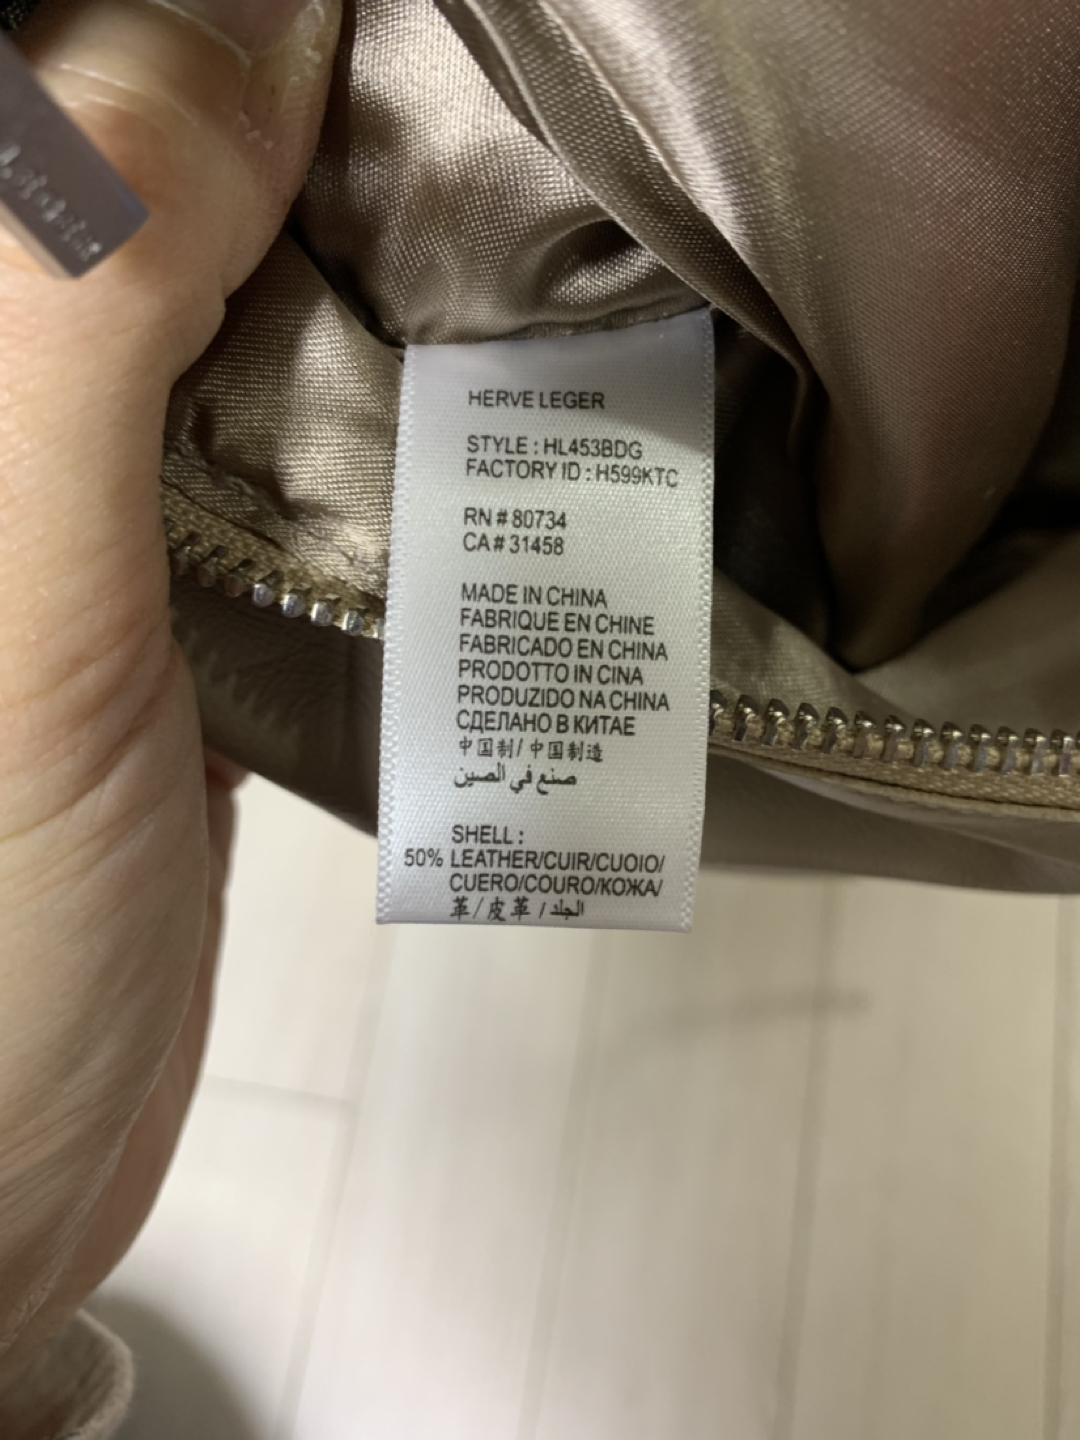 HERVE LEGER
STYLE : HL453BDG
FACTORY ID : H599KTC
RN # 80734
CA # 31458
MADE IN CHINA
FABRIQUE EN CHINE
FABRICADO EN CHINA
PRODOTTO IN CINA
PRODUZIDO NA CHINA
СДЕЛАНО В КИТАЕ
中国制/中国制造
صنع في الصين
SHELL :
50% LEATHER/CUIR/CUOIO/
CUERO/COURO/КОЖА/
革/皮革/الجلد